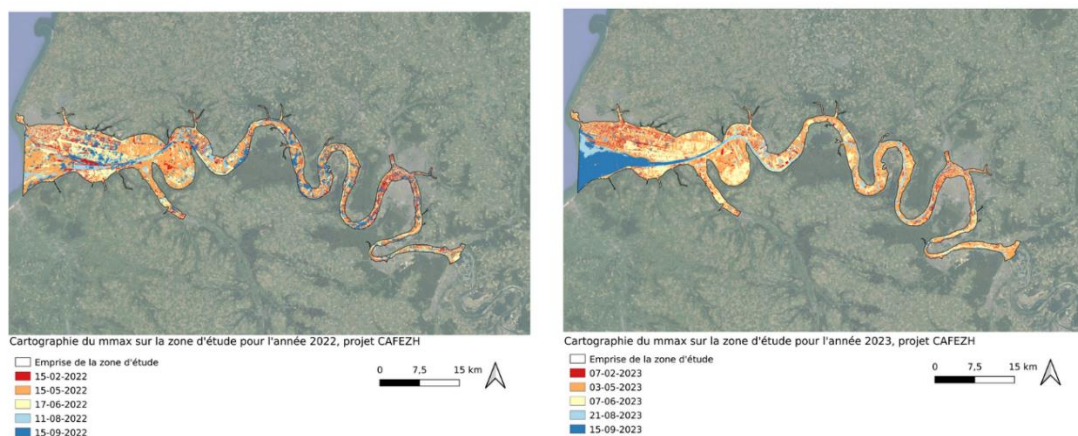 Cartographie du mmax sur la zone d'étude pour l'année 2022, projet CAFEZH
Emprise de la zone d'étude
15-02-2022
15-05-2022
17-06-2022
11-08-2022
15-09-2022
0 7,5 15 km
Cartographie du mmax sur la zone d'étude pour l'année 2023, projet CAFEZH
Emprise de la zone d'étude
07-02-2023
03-05-2023
07-06-2023
21-08-2023
15-09-2023
0 7,5 15 km